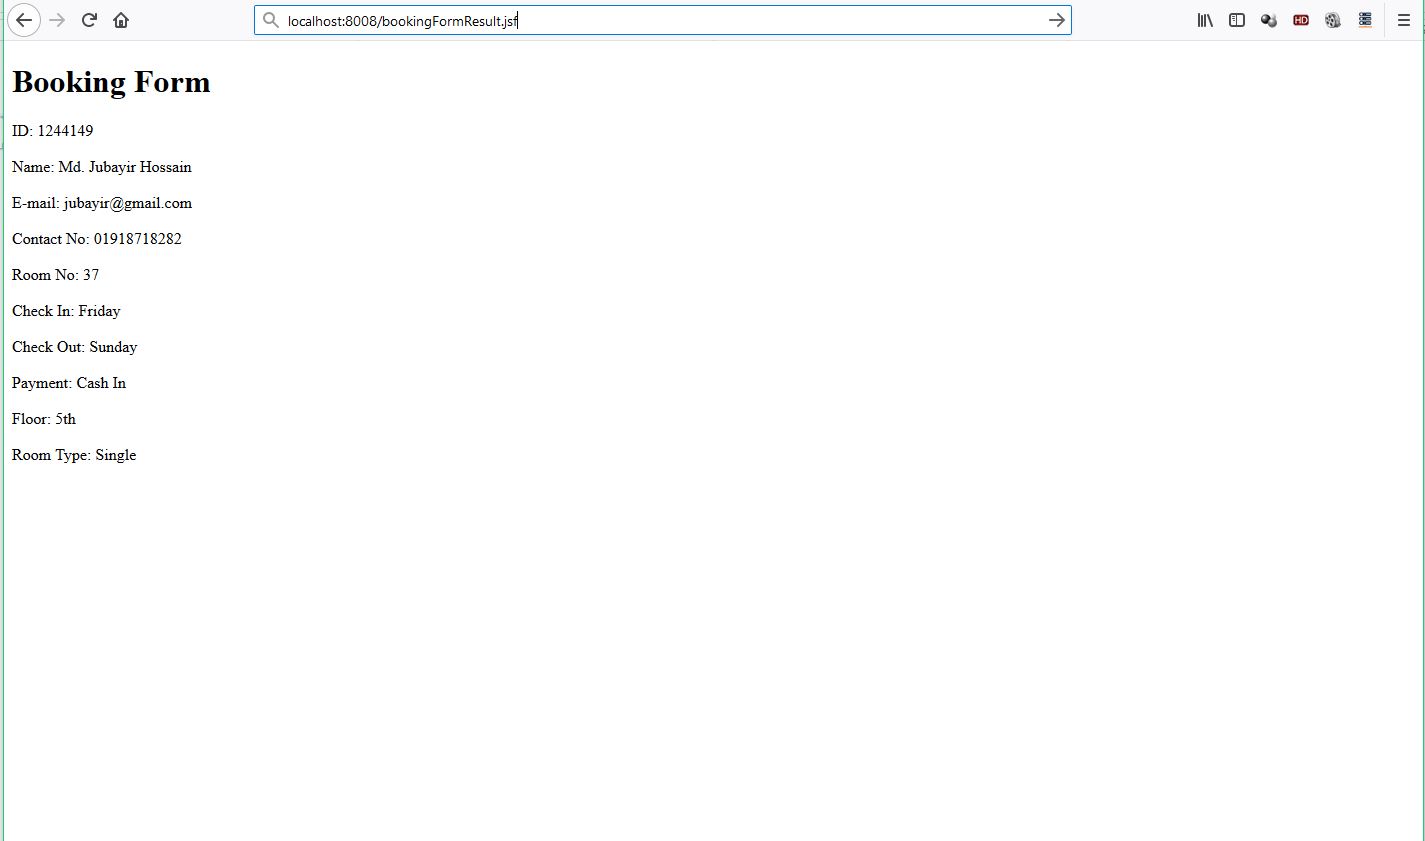 localhost:8008/bookingFormResult.jsf
HD
Booking Form
ID: 1244149
Name: Md. Jubayir Hossain
E-mail: jubayir@gmail.com
Contact No: 01918718282
Room No: 37
Check In: Friday
Check Out: Sunday
Payment: Cash In
Floor: 5th
Room Type: Single